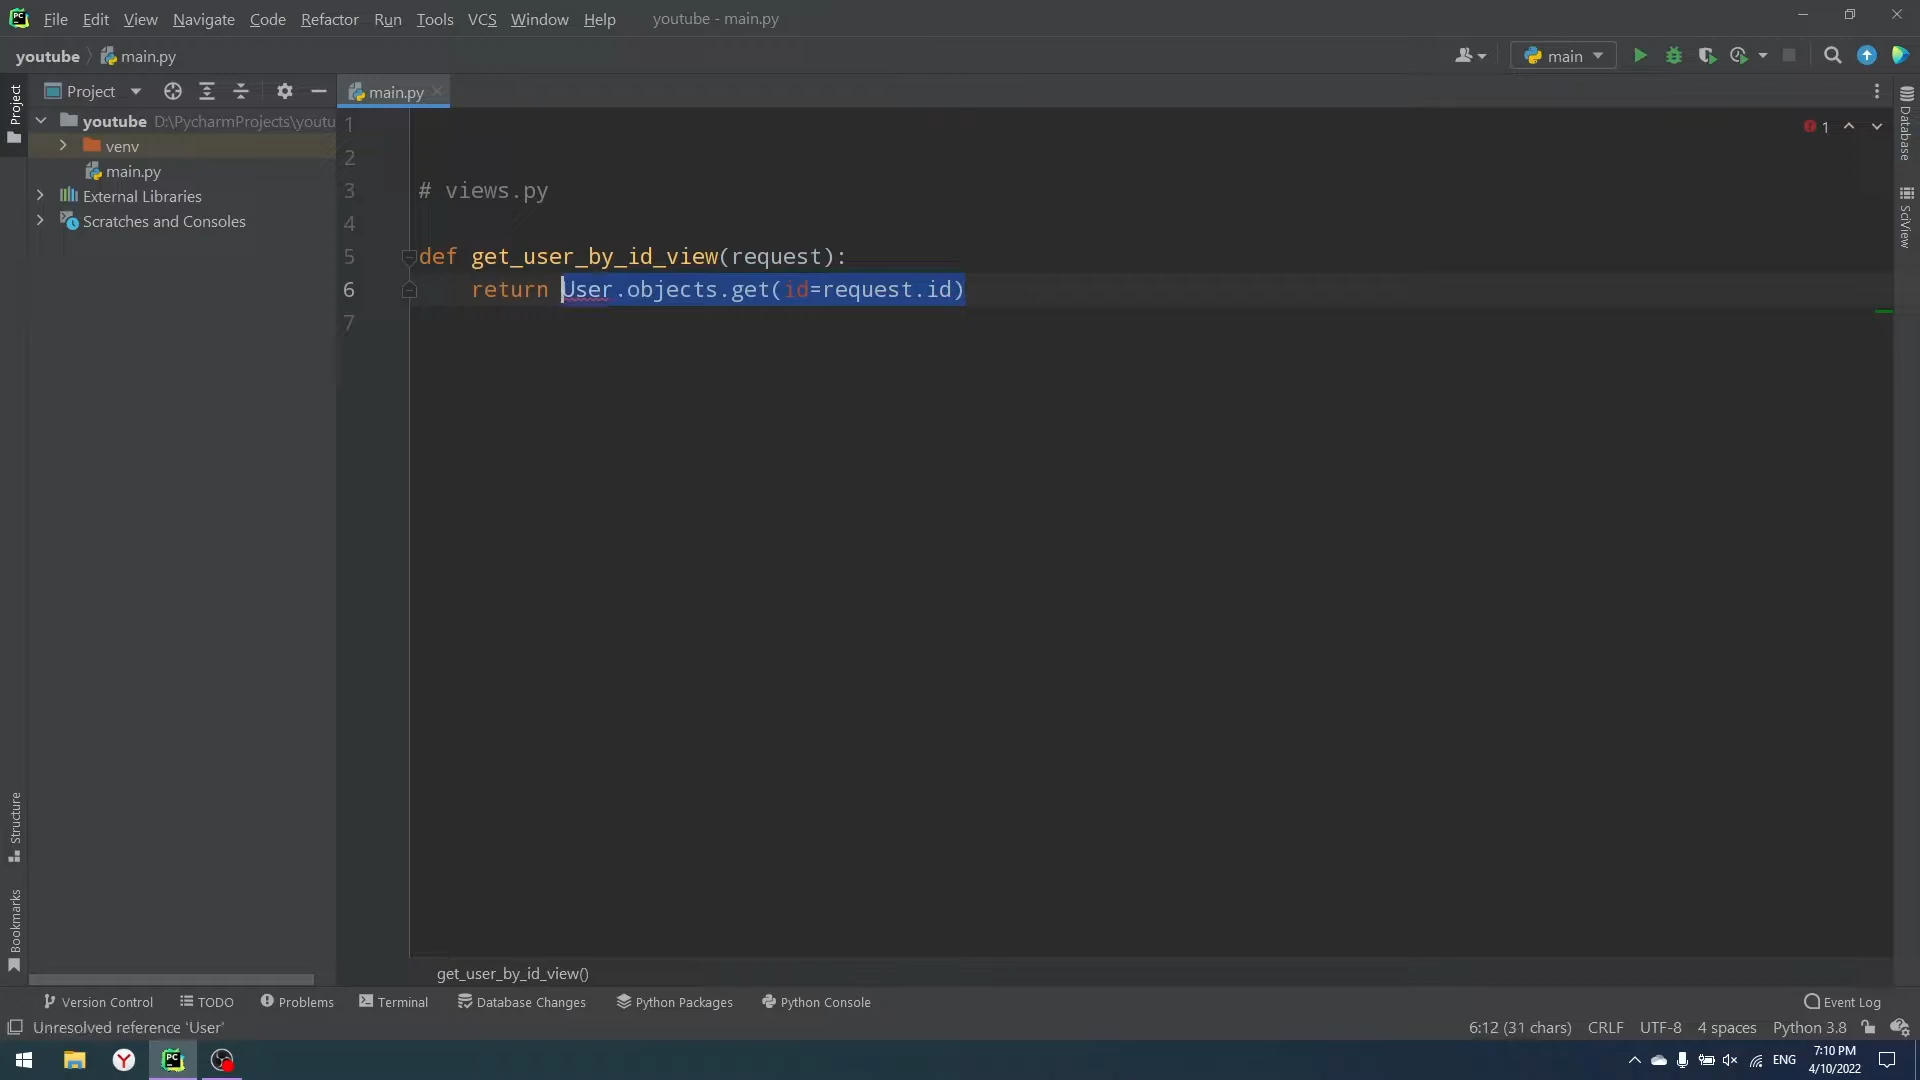 File Edit View Navigate Code Refactor Run Tools VCS Window Help youtube - main.py
youtube main.py main
Project main.py
youtube D:\PycharmProjects\youtu
venv
main.py
External Libraries
Scratches and Consoles
1
2
3 # views.py
4
5 def get_user_by_id_view(request):
6 return User.objects.get(id=request.id)
7
1
Project
Structure
Bookmarks
Database
SciView
get_user_by_id_view()
Version Control TODO Problems Terminal Database Changes Python Packages Python Console Event Log
Unresolved reference 'User' 6:12 (31 chars) CRLF UTF-8 4 spaces Python 3.8
ENG 7:10 PM
4/10/2022